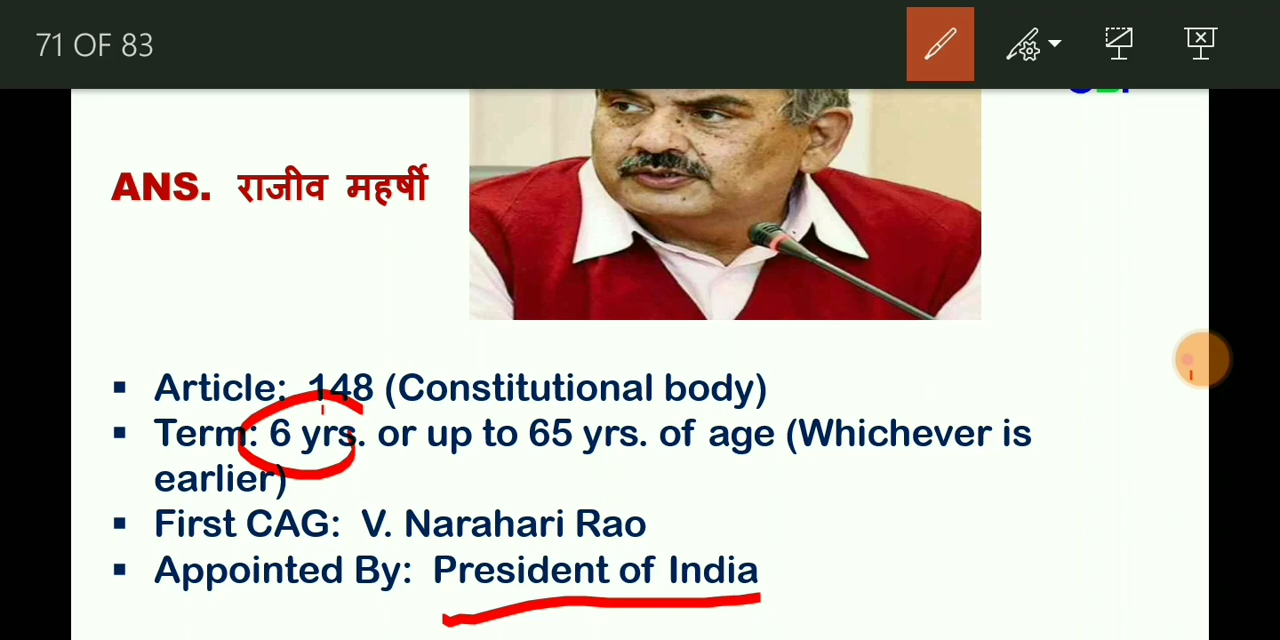 71 OF 83
ANS. राजीव महर्षी
▪ Article: 148 (Constitutional body)
▪ Term: 6 yrs. or up to 65 yrs. of age (Whichever is
earlier)
▪ First CAG: V. Narahari Rao
▪ Appointed By: President of India